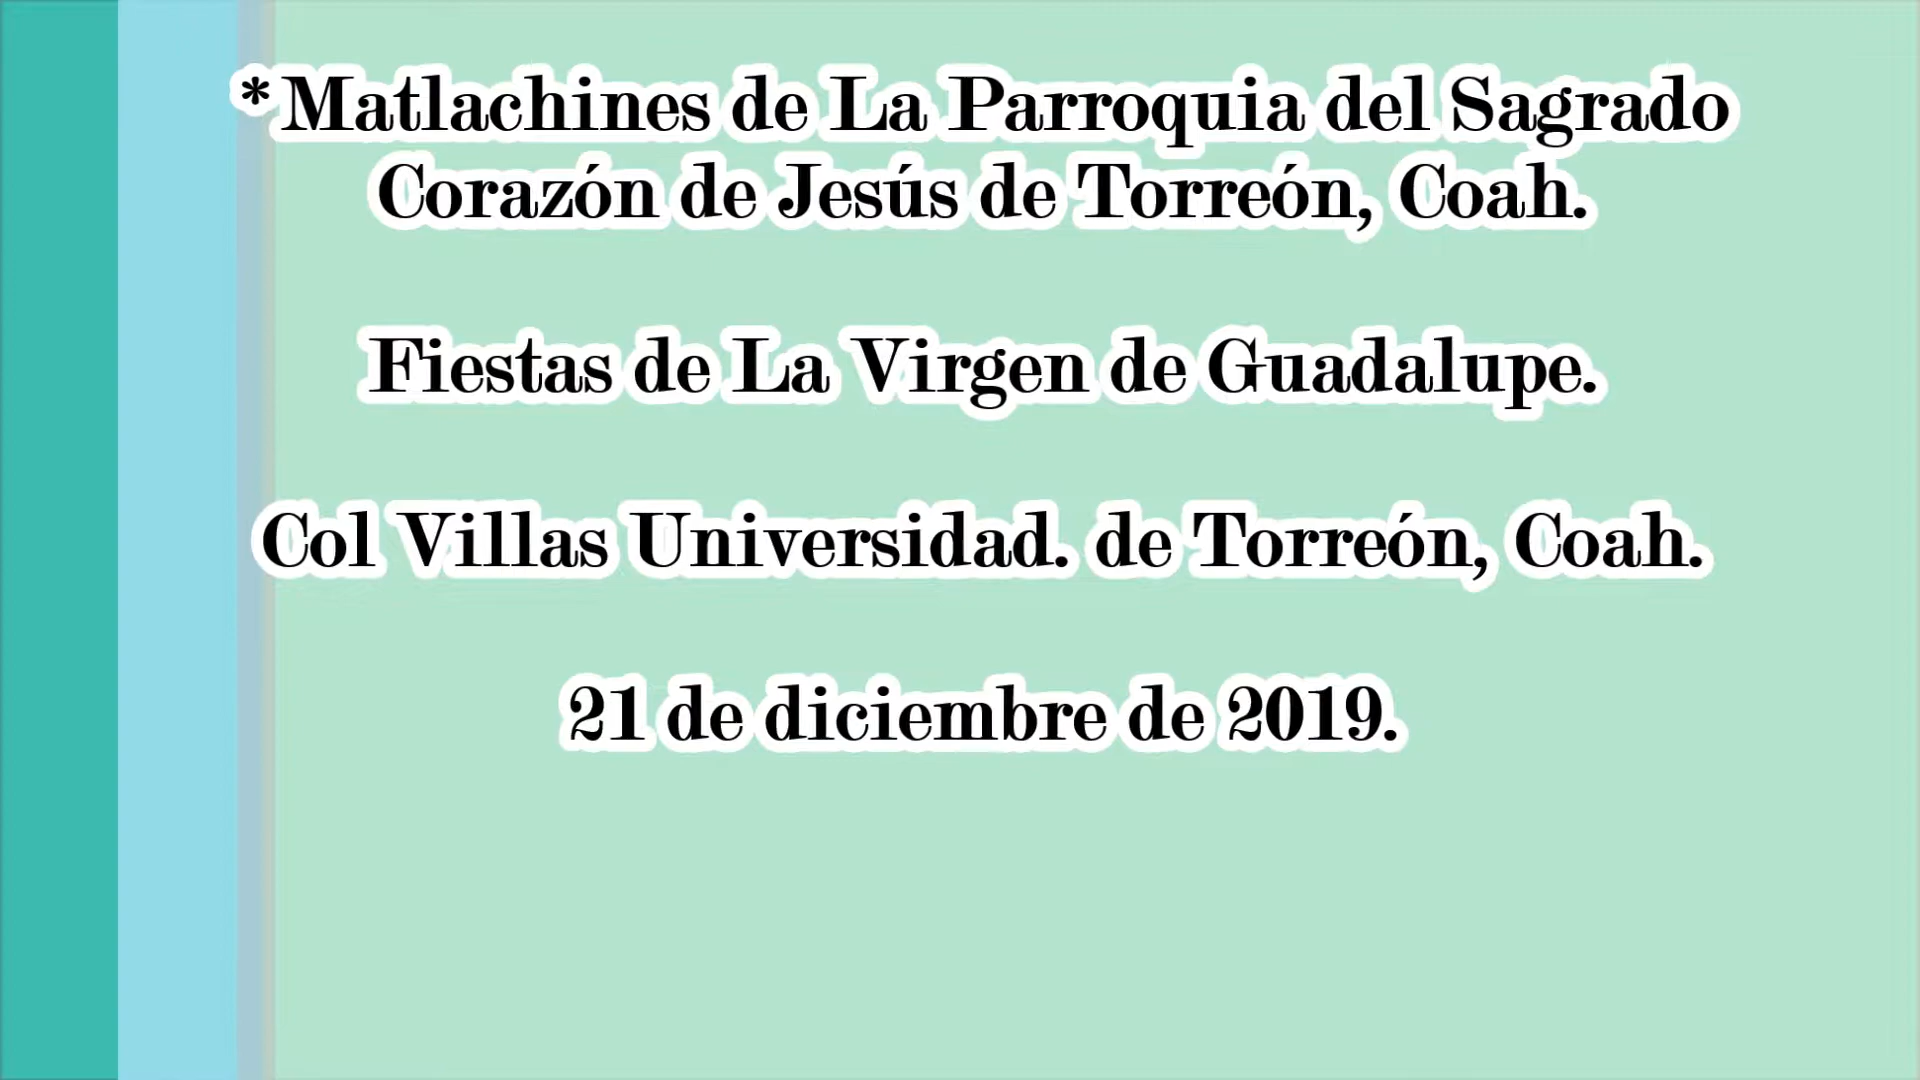 * Matlachines de La Parroquia del Sagrado
Corazón de Jesús de Torreón, Coah.
Fiestas de La Virgen de Guadalupe.
Col Villas Universidad. de Torreón, Coah.
21 de diciembre de 2019.